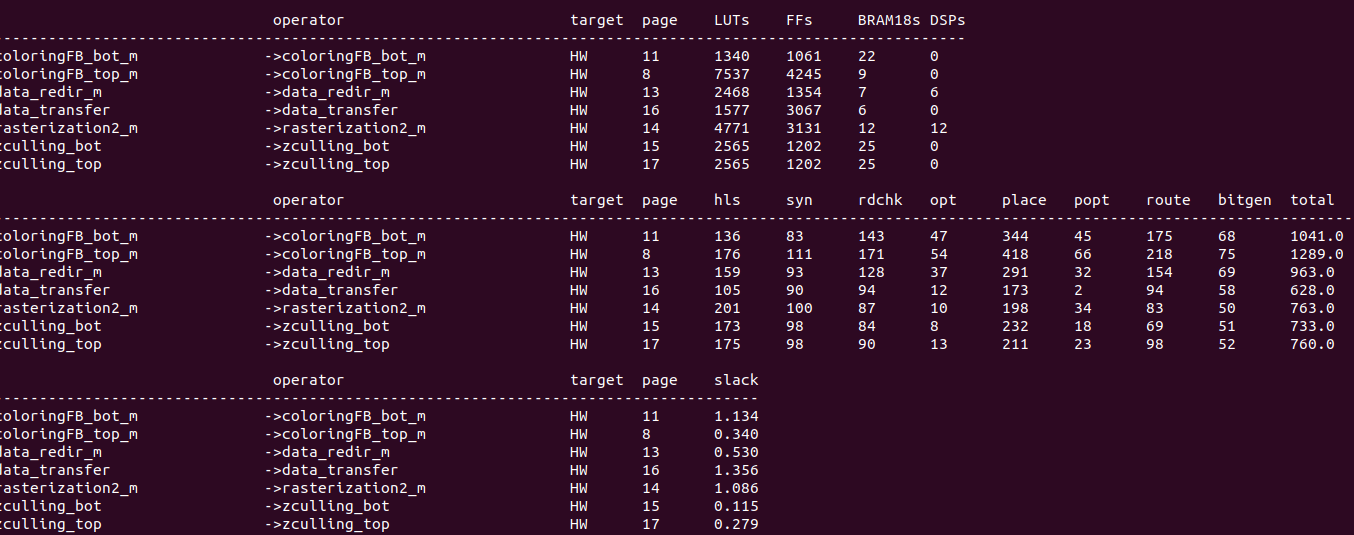 operator target page LUTs FFs BRAM18s DSPs
--------------------------------------------------------------------------------------------------------
coloringFB_bot_m ->coloringFB_bot_m HW 11 1340 1061 22 0
coloringFB_top_m ->coloringFB_top_m HW 8 7537 4245 9 0
data_redir_m ->data_redir_m HW 13 2468 1354 7 6
data_transfer ->data_transfer HW 16 1577 3067 6 0
rasterization2_m ->rasterization2_m HW 14 4771 3131 12 12
zculling_bot ->zculling_bot HW 15 2565 1202 25 0
zculling_top ->zculling_top HW 17 2565 1202 25 0
operator target page hls syn rdchk opt place popt route bitgen total
--------------------------------------------------------------------------------------------------------------------------------------------------
coloringFB_bot_m ->coloringFB_bot_m HW 11 136 83 143 47 344 45 175 68 1041.0
coloringFB_top_m ->coloringFB_top_m HW 8 176 111 171 54 418 66 218 75 1289.0
data_redir_m ->data_redir_m HW 13 159 93 128 37 291 32 154 69 963.0
data_transfer ->data_transfer HW 16 105 90 94 12 173 2 94 58 628.0
rasterization2_m ->rasterization2_m HW 14 201 100 87 10 198 34 83 50 763.0
zculling_bot ->zculling_bot HW 15 173 98 84 8 232 18 69 51 733.0
zculling_top ->zculling_top HW 17 175 98 90 13 211 23 98 52 760.0
operator target page slack
-------------------------------------------------------------------------------------
coloringFB_bot_m ->coloringFB_bot_m HW 11 1.134
coloringFB_top_m ->coloringFB_top_m HW 8 0.340
data_redir_m ->data_redir_m HW 13 0.530
data_transfer ->data_transfer HW 16 1.356
rasterization2_m ->rasterization2_m HW 14 1.086
zculling_bot ->zculling_bot HW 15 0.115
zculling_top ->zculling_top HW 17 0.279